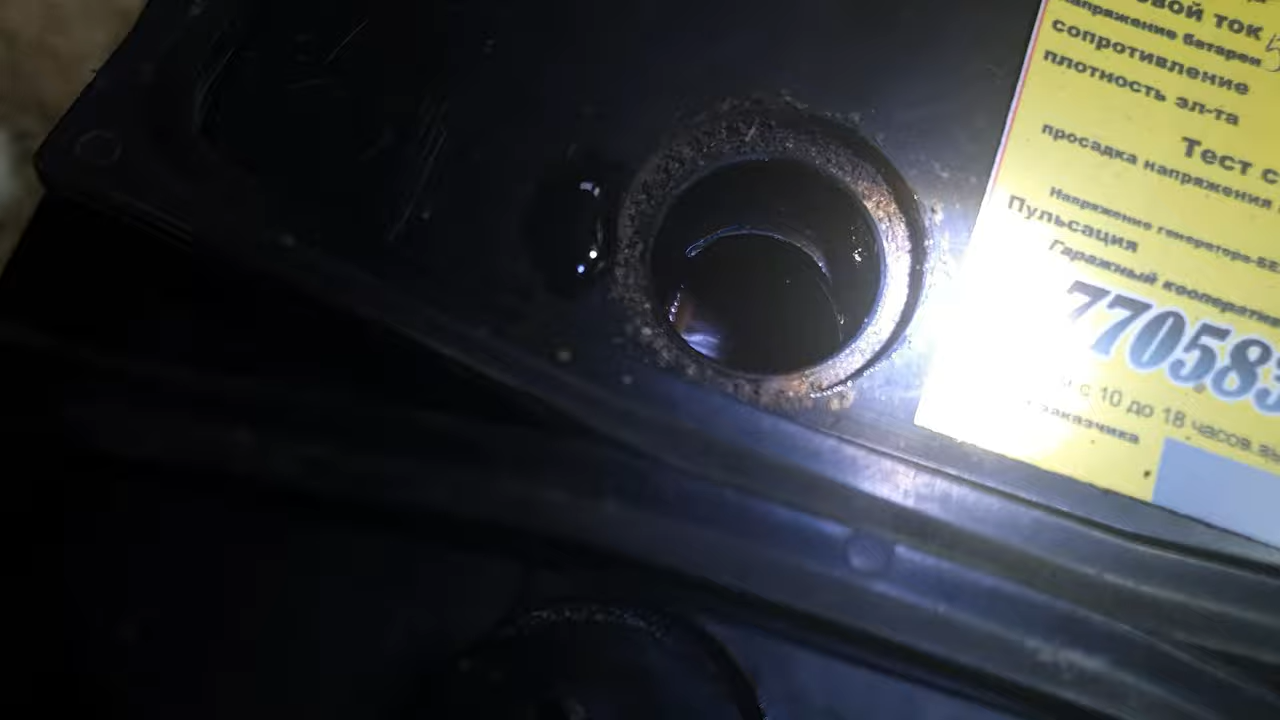 вой ток
напряжение батареи 5
сопротивление
плотность эл-та
Тест с
просадка напряжения
Напряжение генератора-Б
Пульсация
Гаражный кооператив
770583
с 10 до 18 часов
заказчика